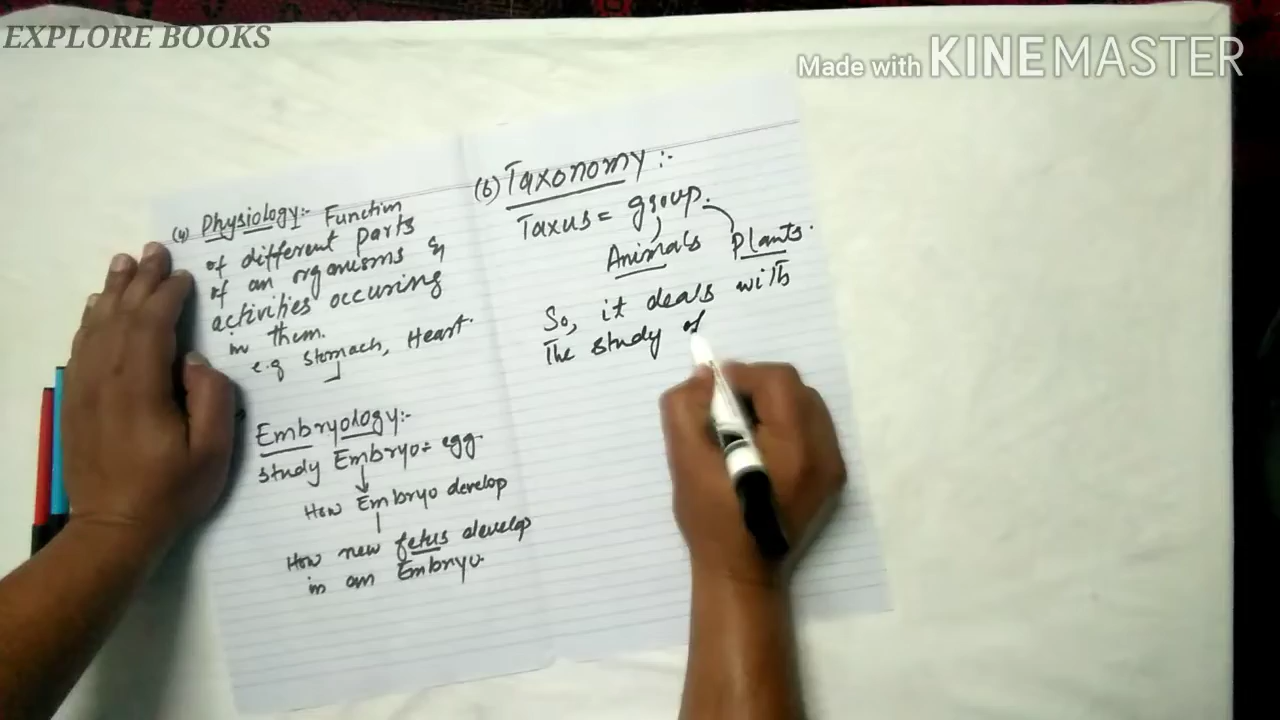 EXPLORE BOOKS
Made with KINEMASTER
(4) Physiology:- Function
of different parts
of an organisms &
activities occuring
in them.
e.g stomach, Heart.
Embryology:-
study Embryo= egg.
How Embryo develop
How new fetus develop
in an Embryo.
(6) Taxonomy:-
Taxus = group.
Animals Plants.
So, it deals with
The study of